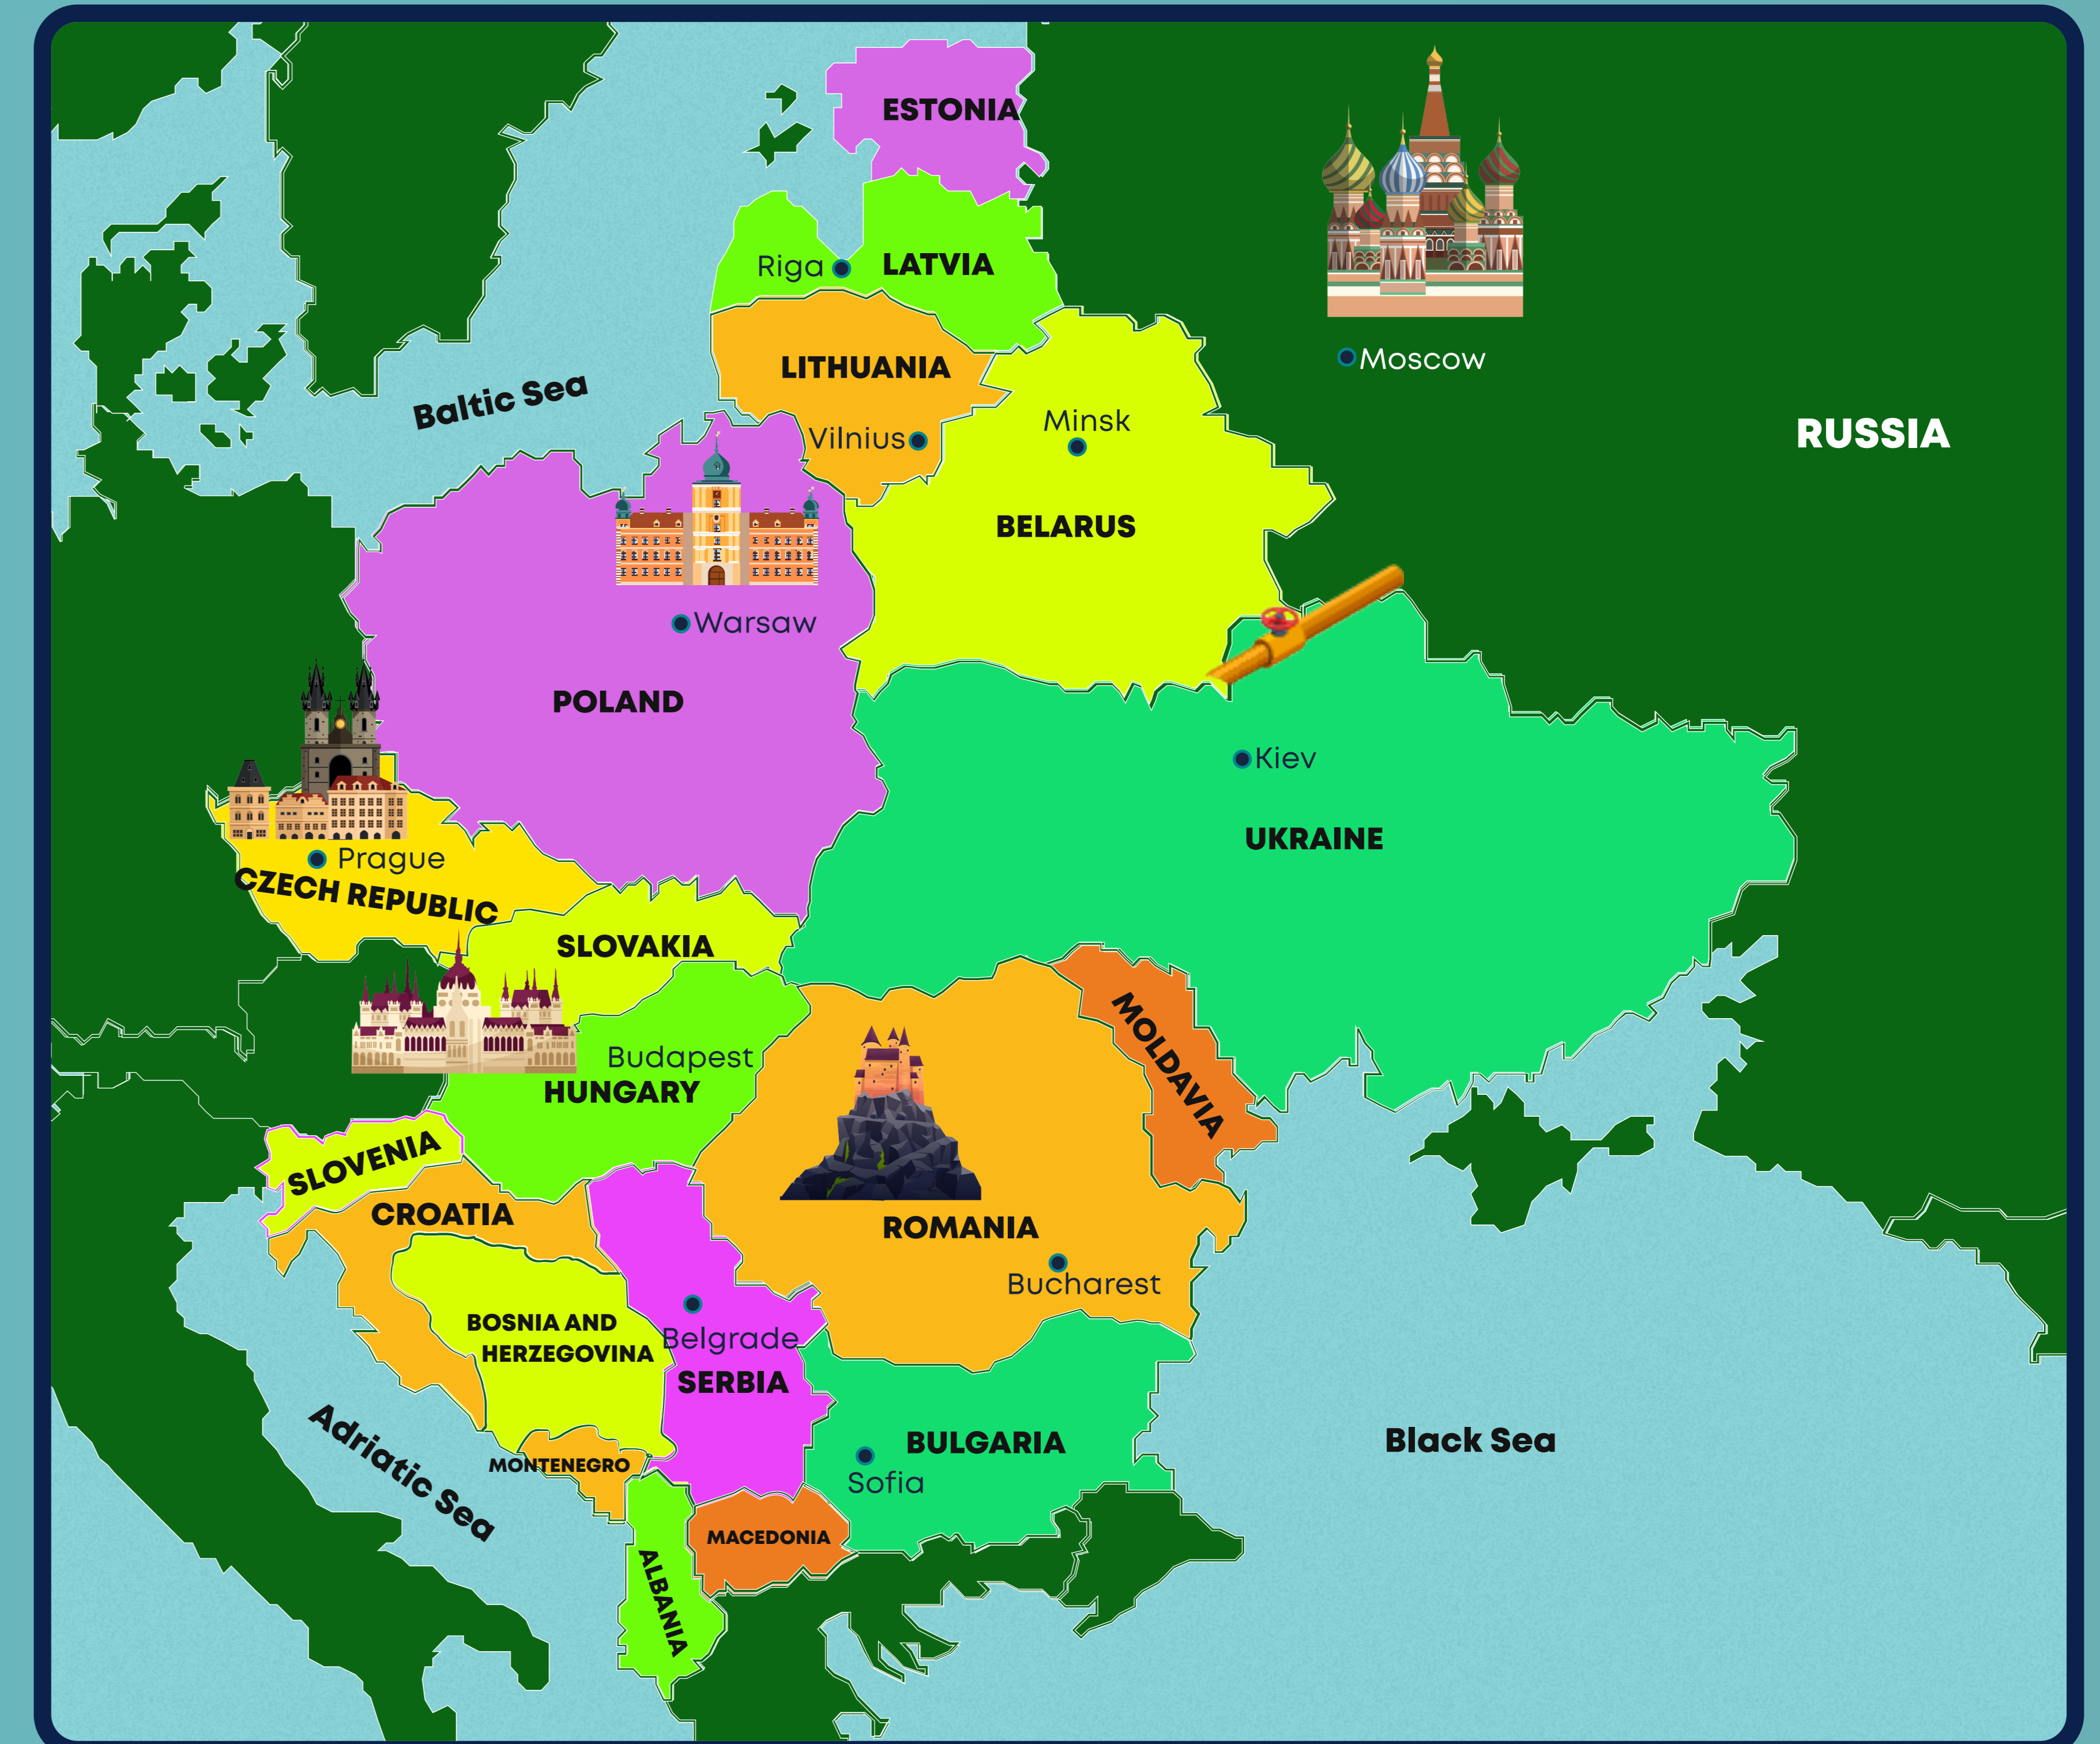 ESTONIA
Riga
LATVIA
LITHUANIA
Moscow
Baltic Sea
Minsk
Vilnius
RUSSIA
BELARUS
Warsaw
POLAND
Kiev
UKRAINE
Prague
CZECH REPUBLIC
SLOVAKIA
Budapest
HUNGARY
MOLDAVIA
SLOVENIA
CROATIA
ROMANIA
Bucharest
BOSNIA AND
HERZEGOVINA
Belgrade
SERBIA
Adriatic Sea
BULGARIA
Black Sea
MONTENEGRO
Sofia
MACEDONIA
ALBANIA